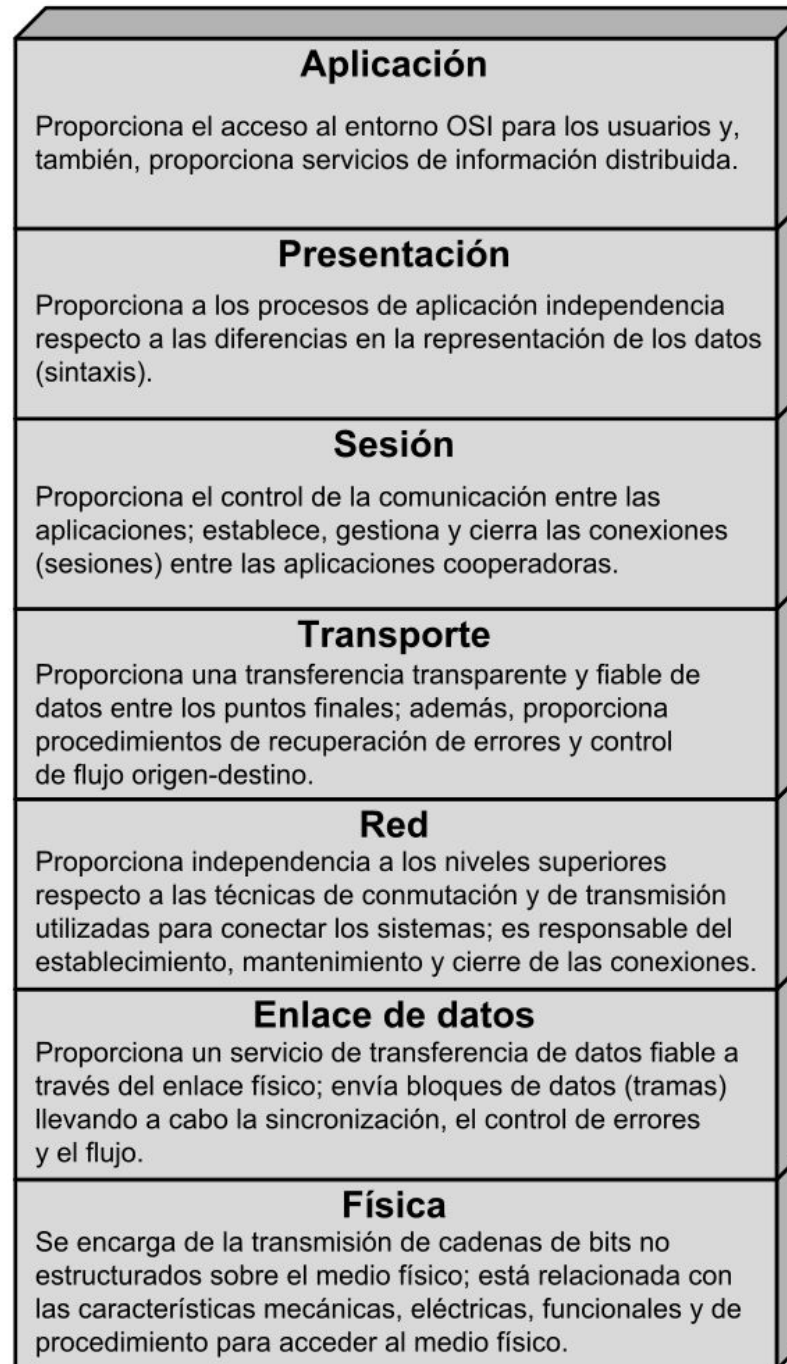 Aplicación
Proporciona el acceso al entorno OSI para los usuarios y,
también, proporciona servicios de información distribuida.
Presentación
Proporciona a los procesos de aplicación independencia
respecto a las diferencias en la representación de los datos
(sintaxis).
Sesión
Proporciona el control de la comunicación entre las
aplicaciones; establece, gestiona y cierra las conexiones
(sesiones) entre las aplicaciones cooperadoras.
Transporte
Proporciona una transferencia transparente y fiable de
datos entre los puntos finales; además, proporciona
procedimientos de recuperación de errores y control
de flujo origen-destino.
Red
Proporciona independencia a los niveles superiores
respecto a las técnicas de conmutación y de transmisión
utilizadas para conectar los sistemas; es responsable del
establecimiento, mantenimiento y cierre de las conexiones.
Enlace de datos
Proporciona un servicio de transferencia de datos fiable a
través del enlace físico; envía bloques de datos (tramas)
llevando a cabo la sincronización, el control de errores
y el flujo.
Física
Se encarga de la transmisión de cadenas de bits no
estructurados sobre el medio físico; está relacionada con
las características mecánicas, eléctricas, funcionales y de
procedimiento para acceder al medio físico.